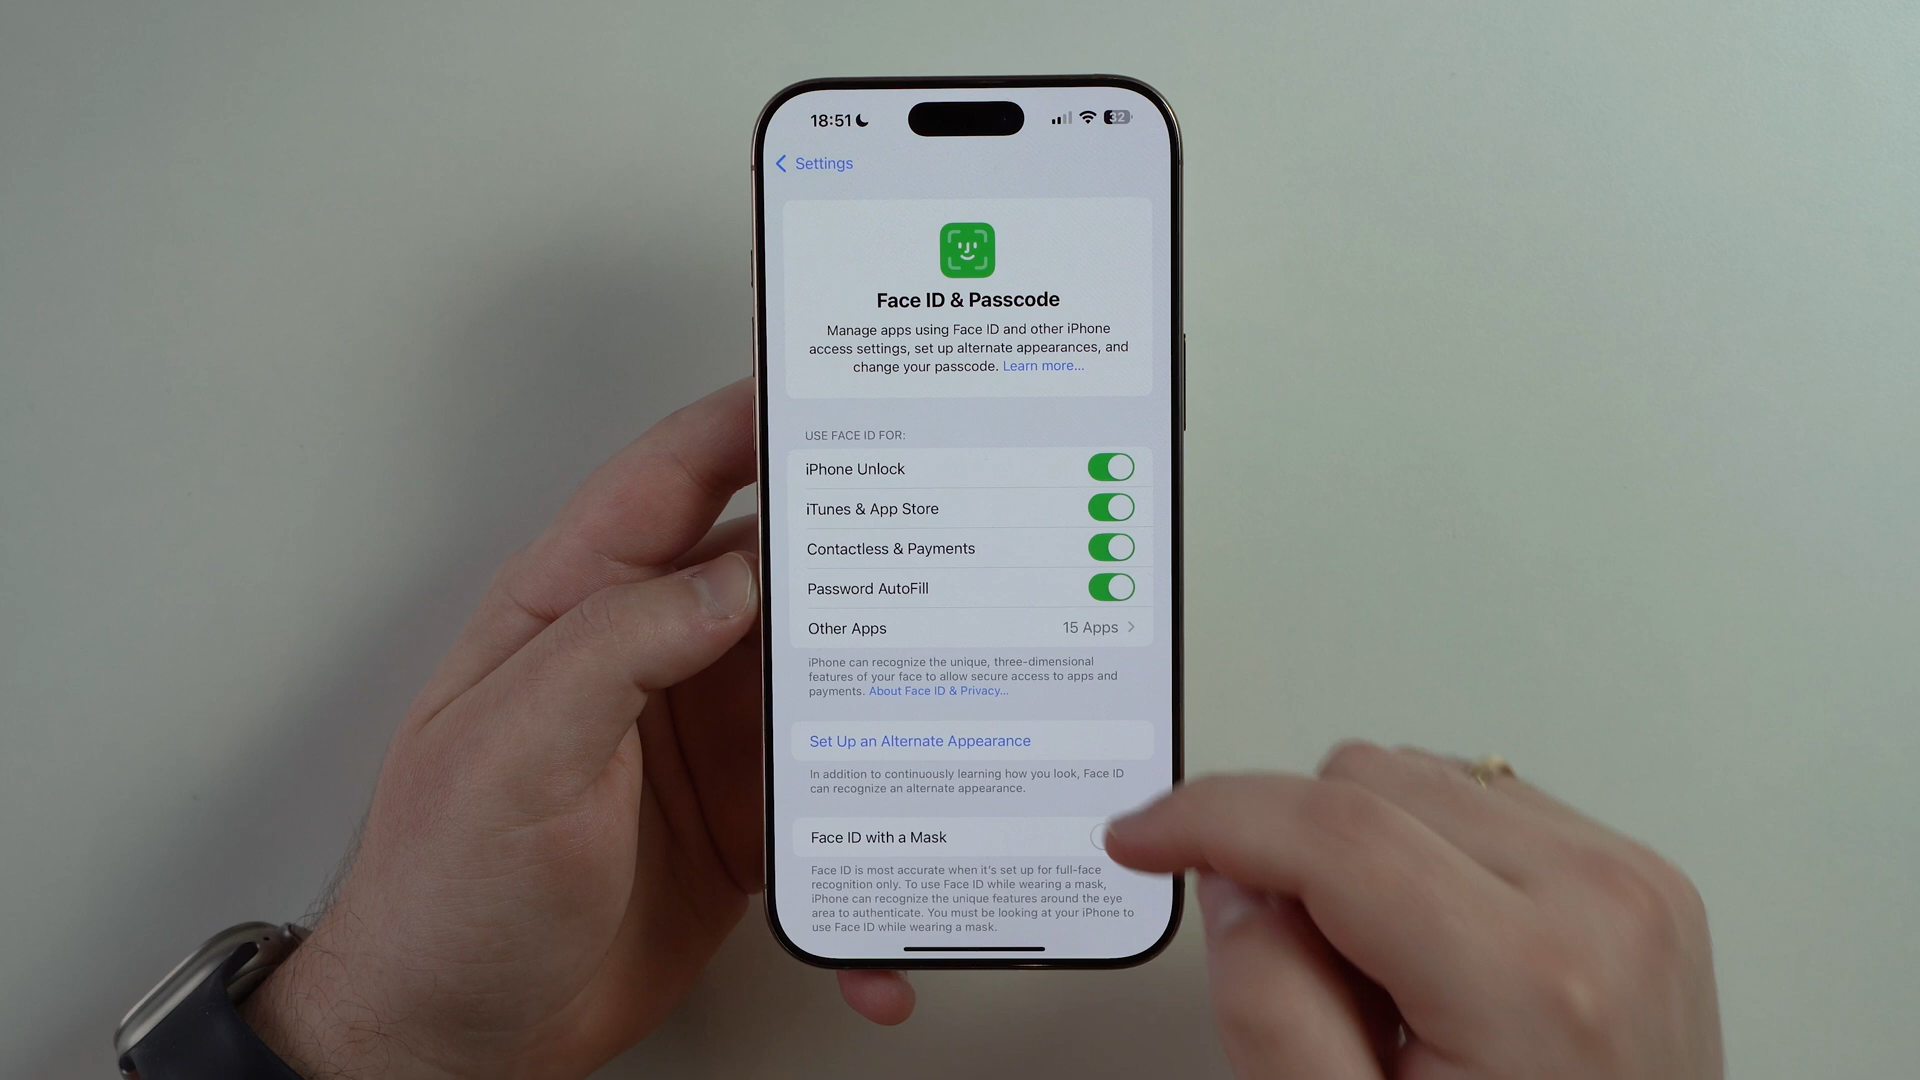 18:51
32
Settings
Face ID & Passcode
Manage apps using Face ID and other iPhone
access settings, set up alternate appearances, and
change your passcode. Learn more...
USE FACE ID FOR:
iPhone Unlock
iTunes & App Store
Contactless & Payments
Password AutoFill
Other Apps 15 Apps
iPhone can recognize the unique, three-dimensional
features of your face to allow secure access to apps and
payments. About Face ID & Privacy...
Set Up an Alternate Appearance
In addition to continuously learning how you look, Face ID
can recognize an alternate appearance.
Face ID with a Mask
Face ID is most accurate when it's set up for full-face
recognition only. To use Face ID while wearing a mask,
iPhone can recognize the unique features around the eye
area to authenticate. You must be looking at your iPhone to
use Face ID while wearing a mask.